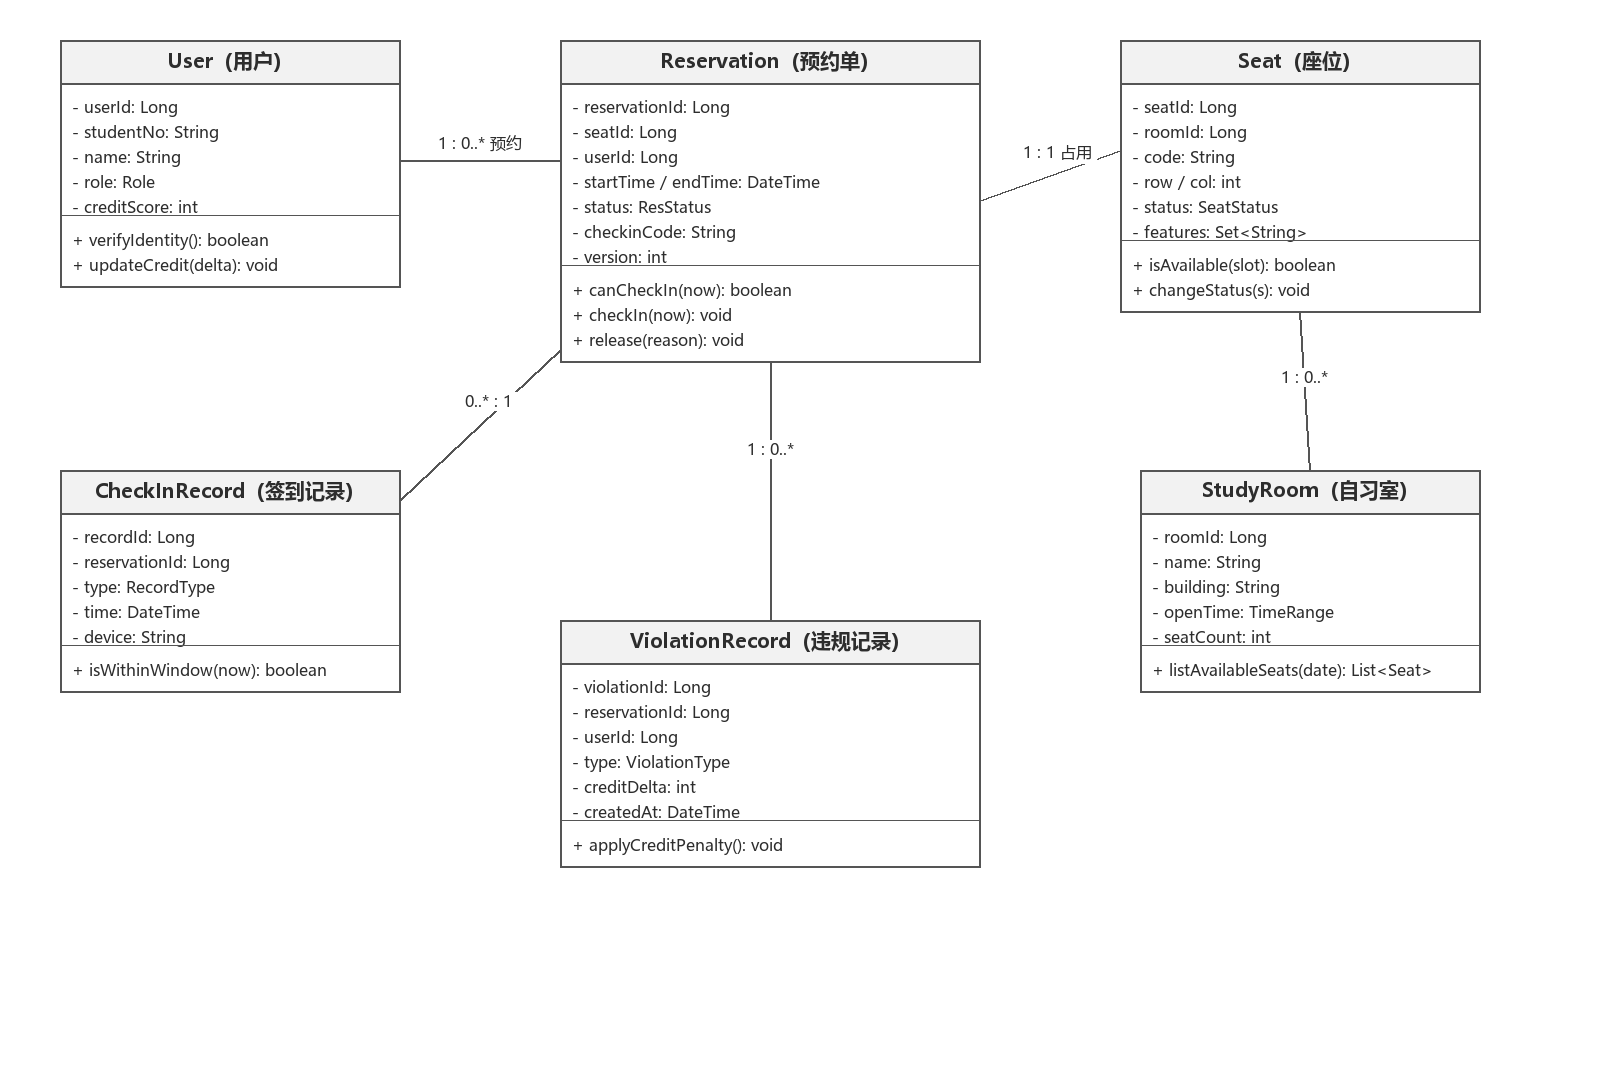 User (用户)
- userId: Long
- studentNo: String
- name: String
- role: Role
- creditScore: int
+ verifyIdentity(): boolean
+ updateCredit(delta): void
1 : 0..* 预约
Reservation (预约单)
- reservationId: Long
- seatId: Long
- userId: Long
- startTime / endTime: DateTime
- status: ResStatus
- checkinCode: String
- version: int
+ canCheckIn(now): boolean
+ checkIn(now): void
+ release(reason): void
1 : 1 占用
Seat (座位)
- seatId: Long
- roomId: Long
- code: String
- row / col: int
- status: SeatStatus
- features: Set<String>
+ isAvailable(slot): boolean
+ changeStatus(s): void
0..* : 1
1 : 0..*
1 : 0..*
CheckInRecord (签到记录)
- recordId: Long
- reservationId: Long
- type: RecordType
- time: DateTime
- device: String
+ isWithinWindow(now): boolean
ViolationRecord (违规记录)
- violationId: Long
- reservationId: Long
- userId: Long
- type: ViolationType
- creditDelta: int
- createdAt: DateTime
+ applyCreditPenalty(): void
StudyRoom (自习室)
- roomId: Long
- name: String
- building: String
- openTime: TimeRange
- seatCount: int
+ listAvailableSeats(date): List<Seat>